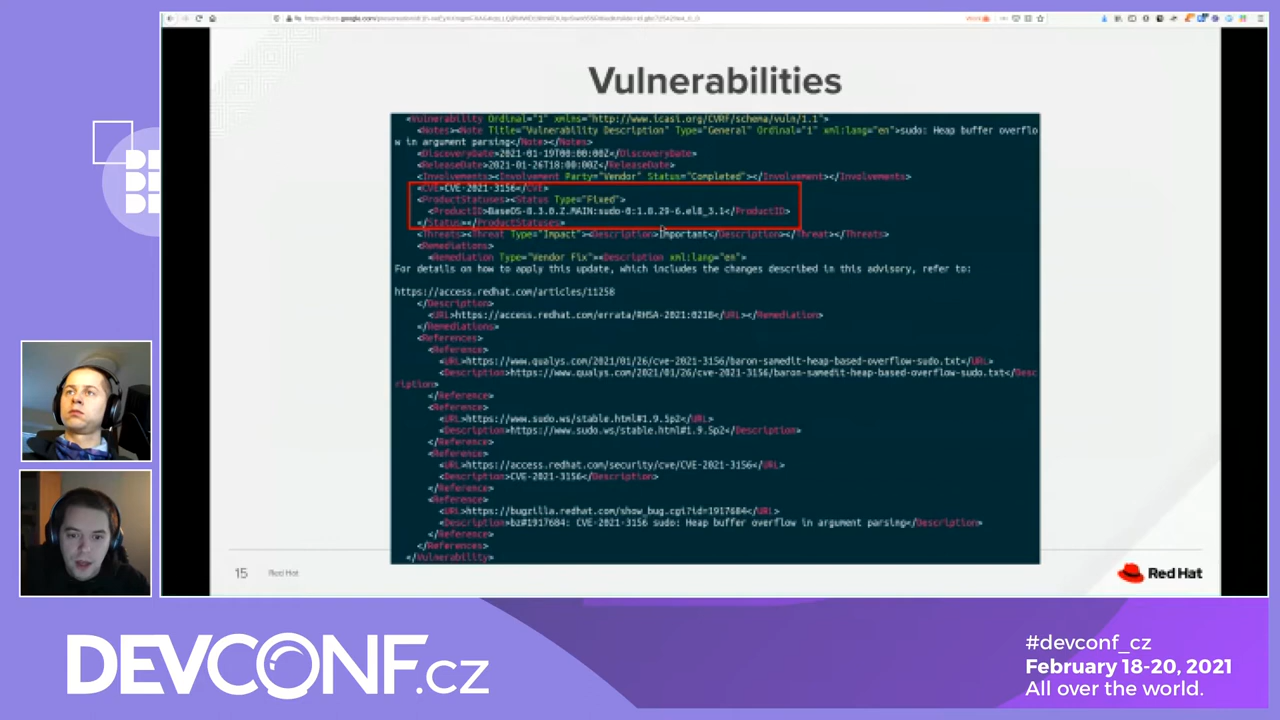 Vulnerabilities
<Vulnerability Ordinal="1" xmlns="http://www.icasi.org/CVRF/schema/vuln/1.1">
<Notes><Note Title="Vulnerability Description" Type="General" Ordinal="1" xml:lang="en">sudo: Heap buffer overflo
w in argument parsing</Note></Notes>
<DiscoveryDate>2021-01-19T00:00:00Z</DiscoveryDate>
<ReleaseDate>2021-01-26T18:00:00Z</ReleaseDate>
<Involvements><Involvement Party="Vendor" Status="Completed"></Involvement></Involvements>
<CVE>CVE-2021-3156</CVE>
<ProductStatuses><Status Type="Fixed">
<ProductID>BaseOS-8.3.0.Z.MAIN:sudo-0:1.8.29-6.el8_3.1</ProductID>
</Status></ProductStatuses>
<Threats><Threat Type="Impact"><Description>Important</Description></Threat></Threats>
<Remediations>
<Remediation Type="Vendor Fix"><Description xml:lang="en">
For details on how to apply this update, which includes the changes described in this advisory, refer to:
https://access.redhat.com/articles/11258
</Description>
<URL>https://access.redhat.com/errata/RHSA-2021:0218</URL></Remediation>
</Remediations>
<References>
<Reference>
<URL>https://www.qualys.com/2021/01/26/cve-2021-3156/baron-samedit-heap-based-overflow-sudo.txt</URL>
<Description>https://www.qualys.com/2021/01/26/cve-2021-3156/baron-samedit-heap-based-overflow-sudo.txt</Desc
ription>
</Reference>
<Reference>
<URL>https://www.sudo.ws/stable.html#1.9.5p2</URL>
<Description>https://www.sudo.ws/stable.html#1.9.5p2</Description>
</Reference>
<Reference>
<URL>https://access.redhat.com/security/cve/CVE-2021-3156</URL>
<Description>CVE-2021-3156</Description>
</Reference>
<Reference>
<URL>https://bugzilla.redhat.com/show_bug.cgi?id=1917684</URL>
<Description>bz#1917684: CVE-2021-3156 sudo: Heap buffer overflow in argument parsing</Description>
</Reference>
</References>
</Vulnerability>
15 Red Hat
Red Hat
DEVCONF.cz
#devconf_cz
February 18-20, 2021
All over the world.